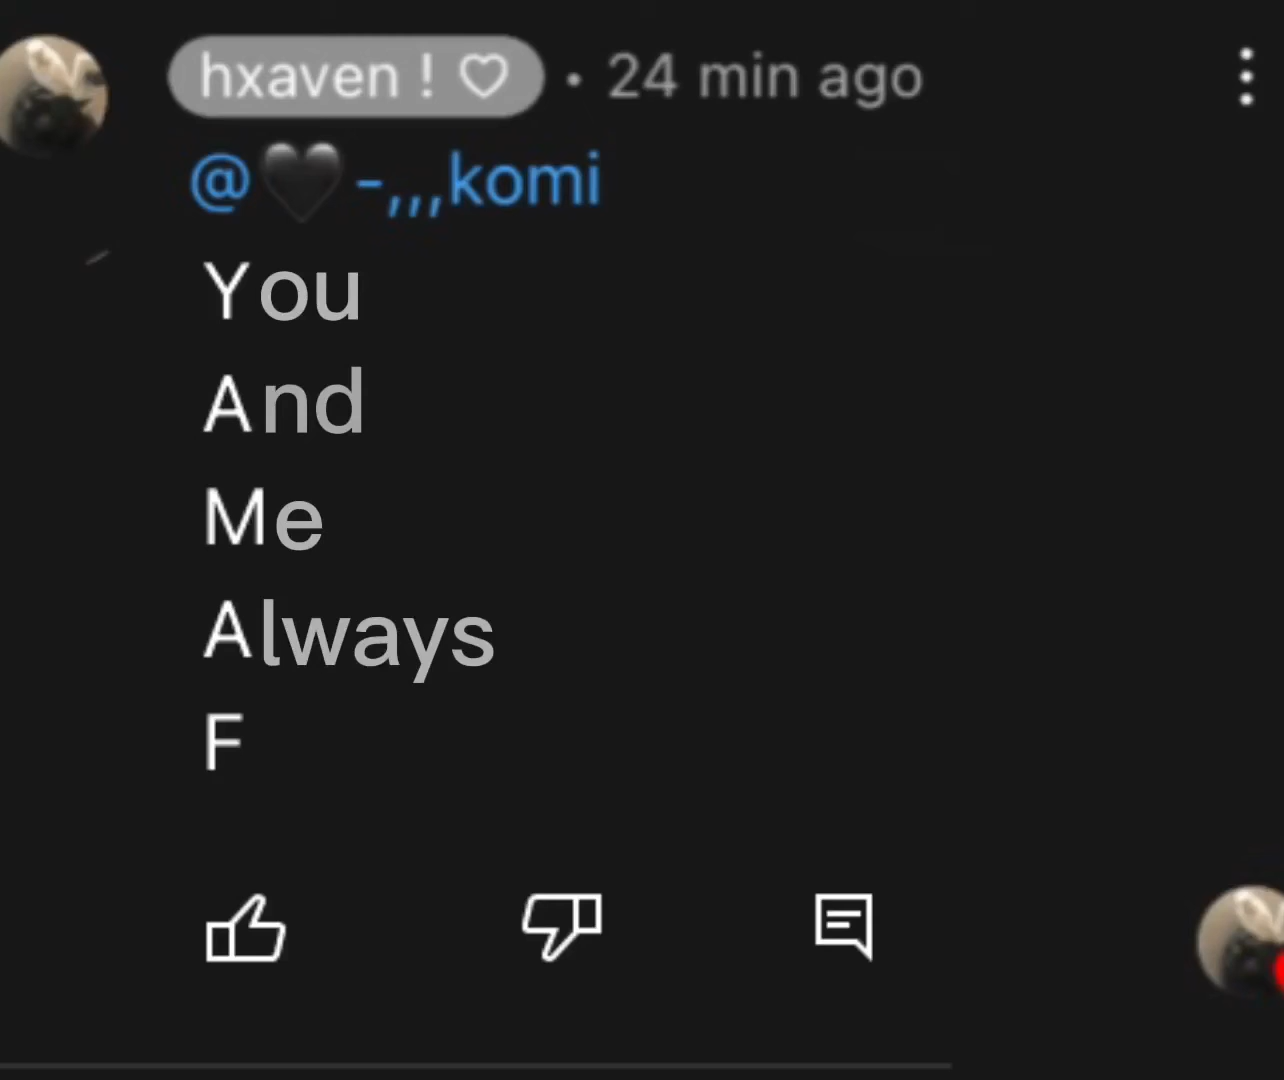 hxaven ! ♡ • 24 min ago
@🖤-,,,komi
You
And
Me
Always
F